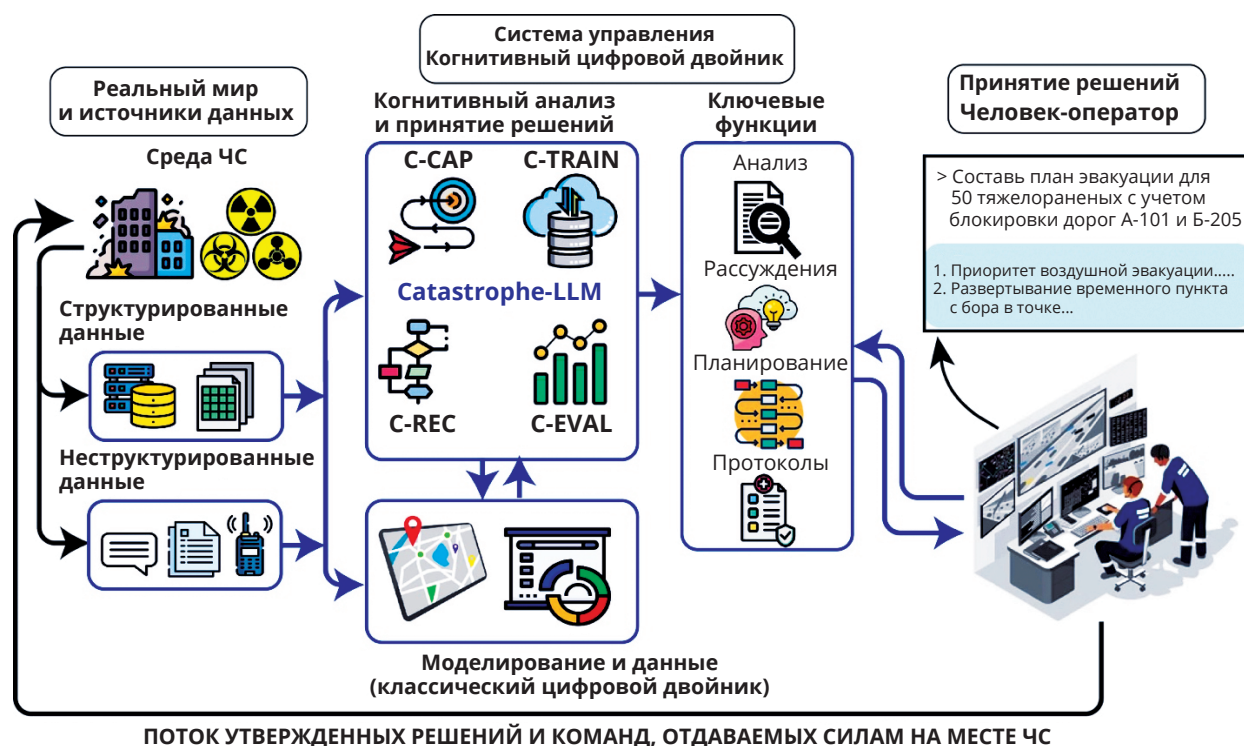 Система управления
Когнитивный цифровой двойник
Реальный мир
и источники данных
Среда ЧС
Структурированные
данные
Неструктурированные
данные
Когнитивный анализ
и принятие решений
C-CAP
C-TRAIN
Catastrophe-LLM
C-REC
C-EVAL
Моделирование и данные
(классический цифровой двойник)
Ключевые
функции
Анализ
Рассуждения
Планирование
Протоколы
Принятие решений
Человек-оператор
> Составь план эвакуации для
50 тяжелораненых с учетом
блокировки дорог А-101 и Б-205
1. Приоритет воздушной эвакуации.....
2. Развертывание временного пункта
с бора в точке...
ПОТОК УТВЕРЖДЕННЫХ РЕШЕНИЙ И КОМАНД, ОТДАВАЕМЫХ СИЛАМ НА МЕСТЕ ЧС